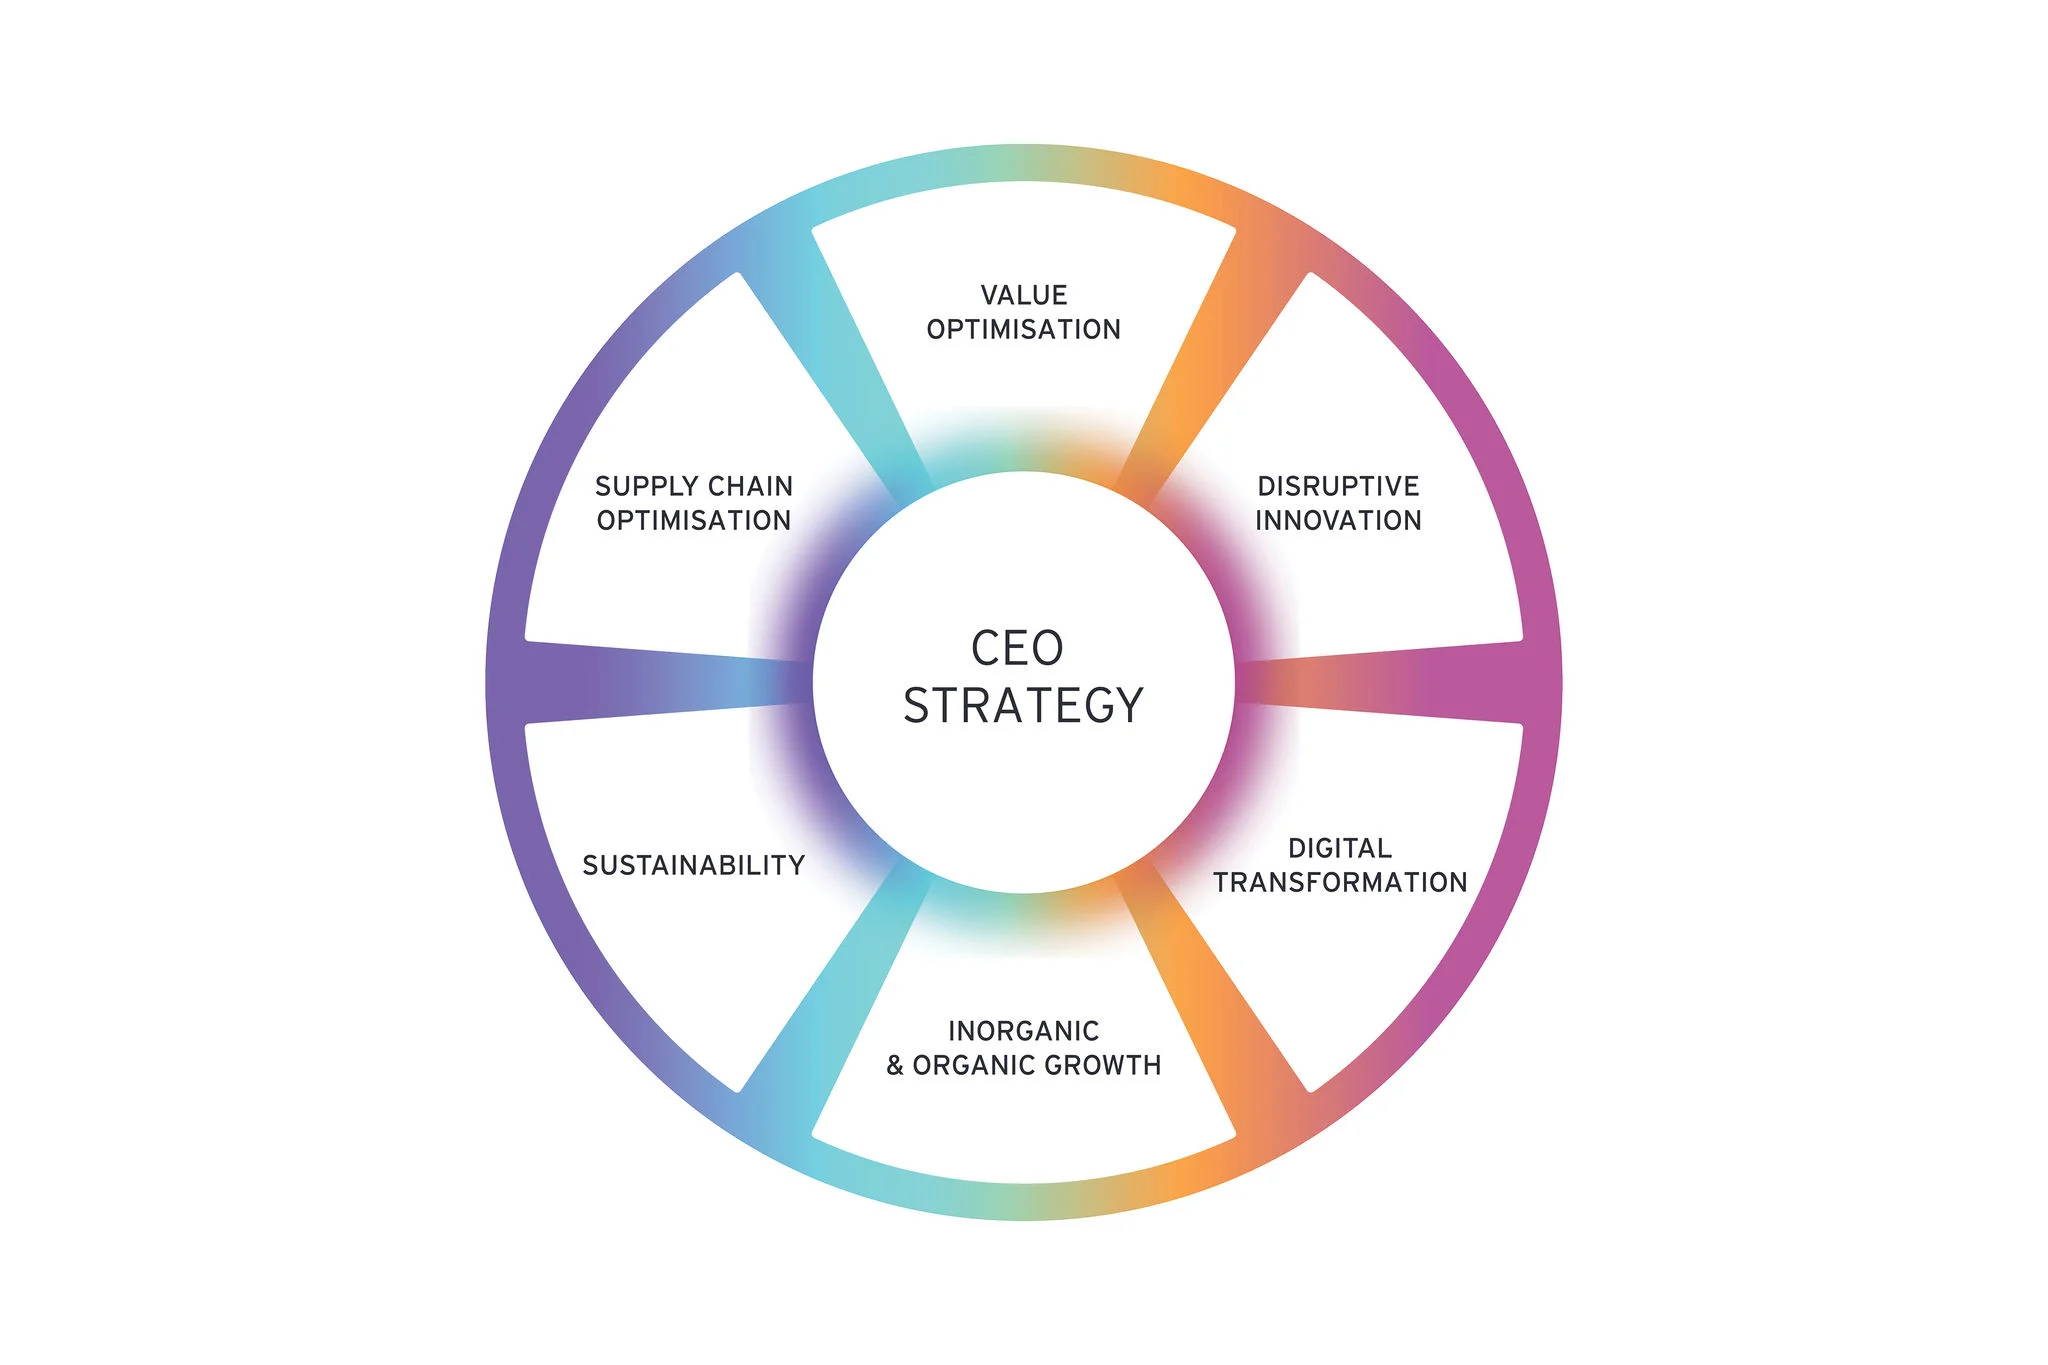 VALUE
OPTIMISATION
SUPPLY CHAIN
OPTIMISATION
DISRUPTIVE
INNOVATION
CEO
STRATEGY
SUSTAINABILITY
DIGITAL
TRANSFORMATION
INORGANIC
& ORGANIC GROWTH